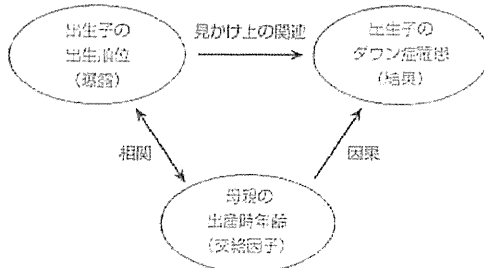 出生子の
出生順位
(曝露)
見かけ上の関連
出生子の
ダウン症罹患
(結果)
相関
因果
母親の
出産時年齢
(交絡因子)